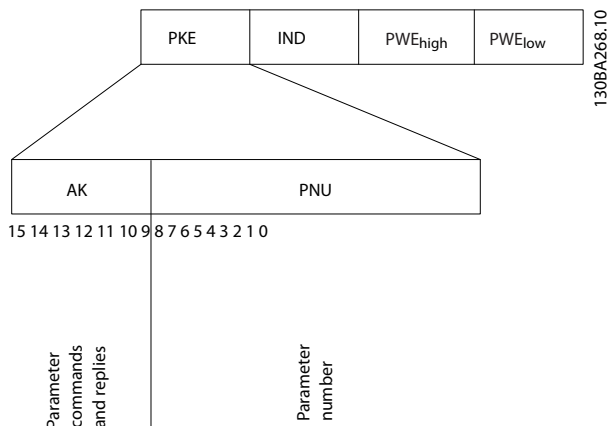 PKE IND PWEhigh PWElow
130BA268.10
AK PNU
15 14 13 12 11 10 9 8 7 6 5 4 3 2 1 0
Parameter
commands
and replies
Parameter
number